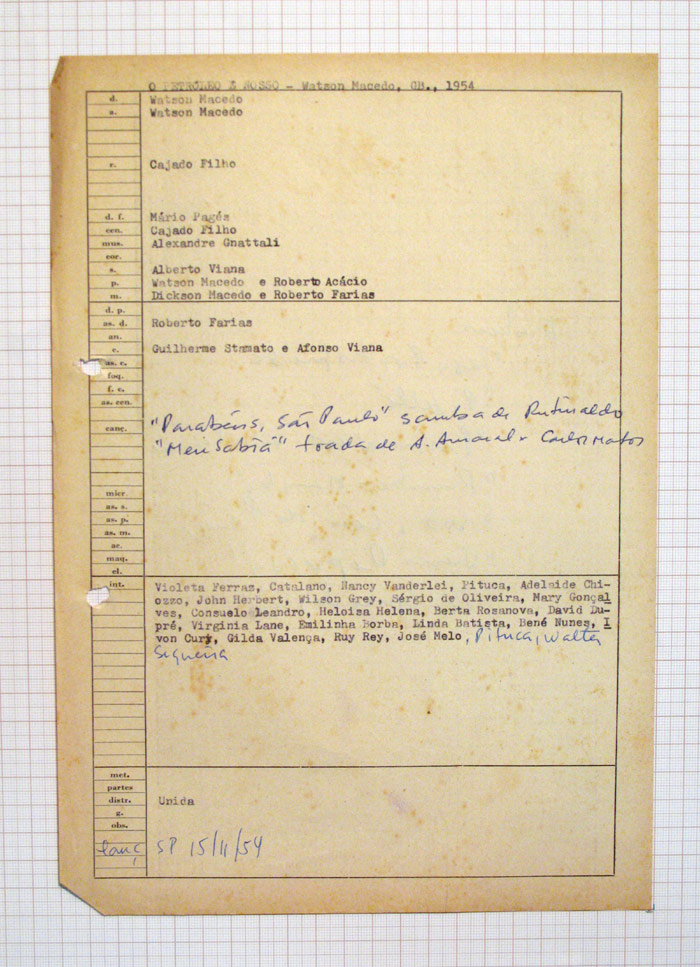 O PETRÓLEO É NOSSO - Watson Macedo, GB., 1954
d. Watson Macedo
a. Watson Macedo
r. Cajado Filho
d. f. Mário Pagés
cen. Cajado Filho
mus. Alexandre Gnattali
cor.
s. Alberto Viana
p. Watson Macedo e Roberto Acácio
m. Dickson Macedo e Roberto Farias
d. p.
as. d. Roberto Farias
an.
c. Guilherme Stamato e Afonso Viana
as. c.
foq.
f. c.
as. cen.
canç. "Parabéns, São Paulo" samba de Rutinaldo
"Meu Sabiá" toada de A. Amaral e Carlos Matos
micr
as. s.
as. p.
as. m.
ac.
maq.
el.
int. Violeta Ferraz, Catalano, Nancy Vanderlei, Pituca, Adelaide Chi-
ozzo, John Herbert, Wilson Grey, Sérgio de Oliveira, Mary Gonçal
ves, Consuelo Leandro, Heloisa Helena, Berta Rosanova, David Du-
pré, Virginia Lane, Emilinha Borba, Linda Batista, Bené Nunes, I
von Cury, Gilda Valença, Ruy Rey, José Melo, Pituca, Walter
Siqueira
met.
partes
distr. Unida
g.
obs.
lanç SP 15/11/54